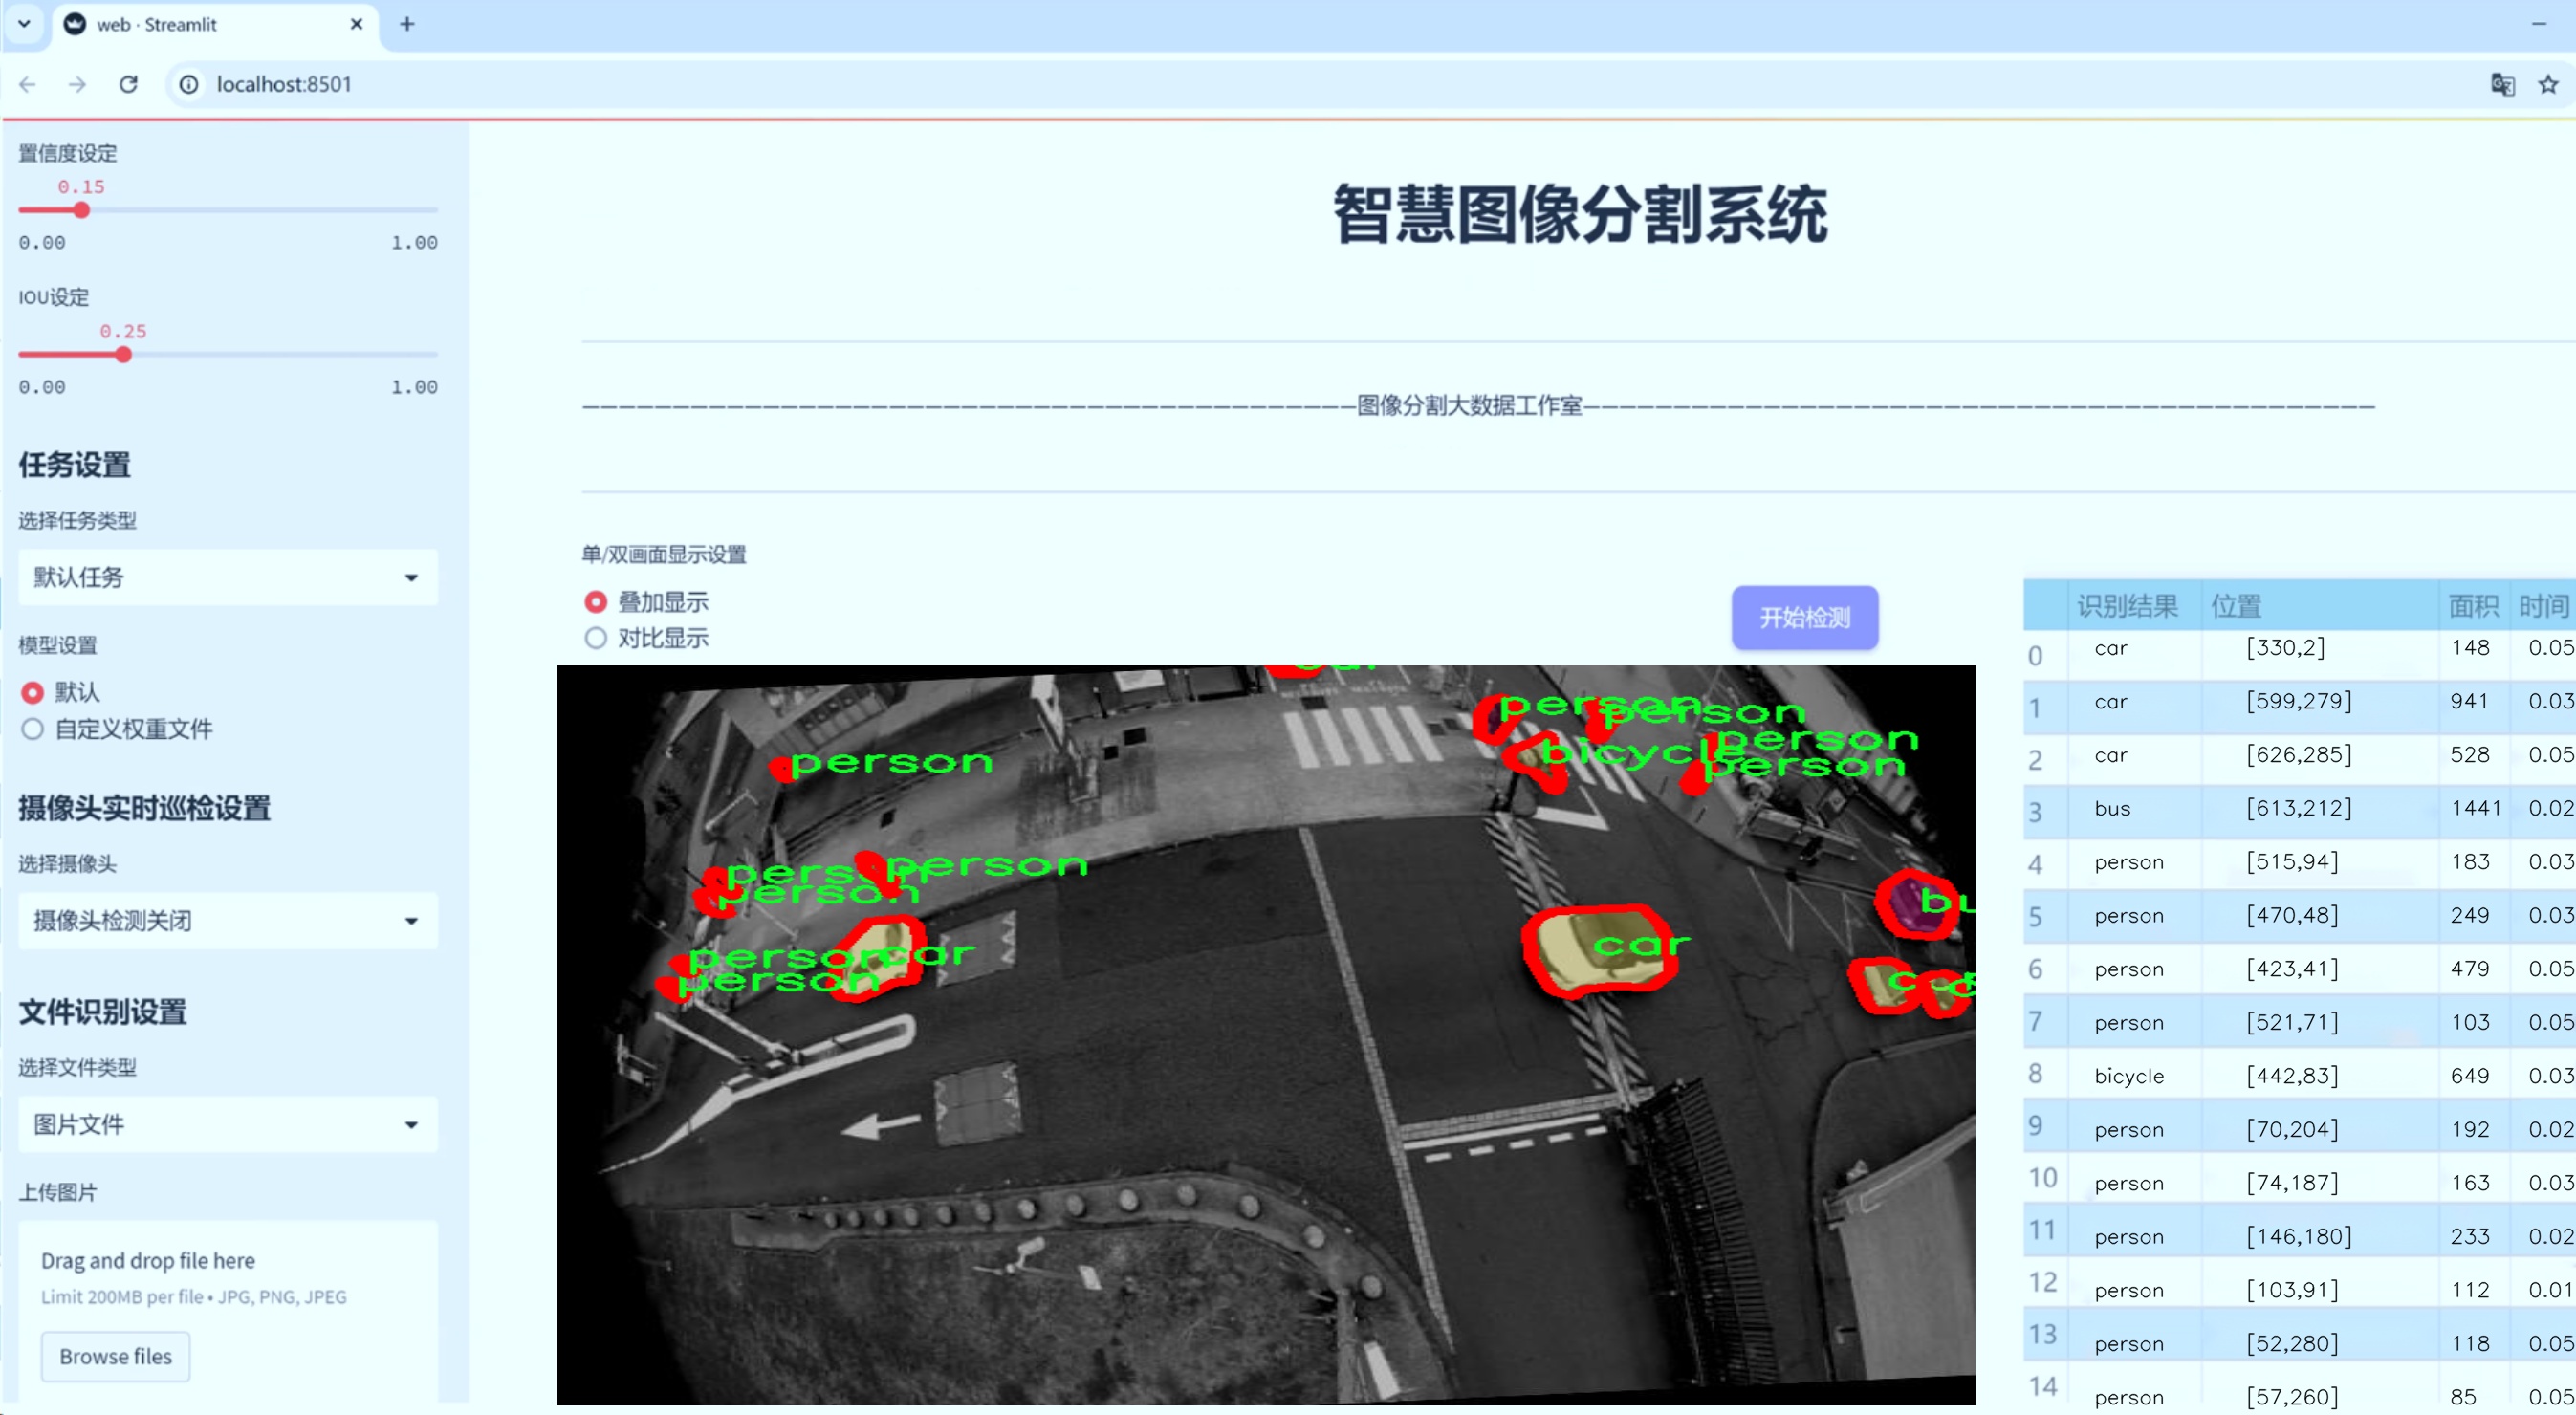 web · Streamlit
localhost:8501
置信度设定
0.15
0.00 1.00
IOU设定
0.25
0.00 1.00
任务设置
选择任务类型
默认任务
模型设置
默认
自定义权重文件
摄像头实时巡检设置
选择摄像头
摄像头检测关闭
文件识别设置
选择文件类型
图片文件
上传图片
Drag and drop file here
Limit 200MB per file • JPG, PNG, JPEG
Browse files
智慧图像分割系统
图像分割大数据工作室
单/双画面显示设置
叠加显示
对比显示
开始检测
person
person
person
bicycle
person
person
person
person
person
bu
car
car
person
person
识别结果 位置 面积 时间
0 car [330,2] 148 0.05
1 car [599,279] 941 0.03
2 car [626,285] 528 0.05
3 bus [613,212] 1441 0.02
4 person [515,94] 183 0.03
5 person [470,48] 249 0.03
6 person [423,41] 479 0.05
7 person [521,71] 103 0.05
8 bicycle [442,83] 649 0.03
9 person [70,204] 192 0.02
10 person [74,187] 163 0.03
11 person [146,180] 233 0.02
12 person [103,91] 112 0.01
13 person [52,280] 118 0.05
14 person [57,260] 85 0.05